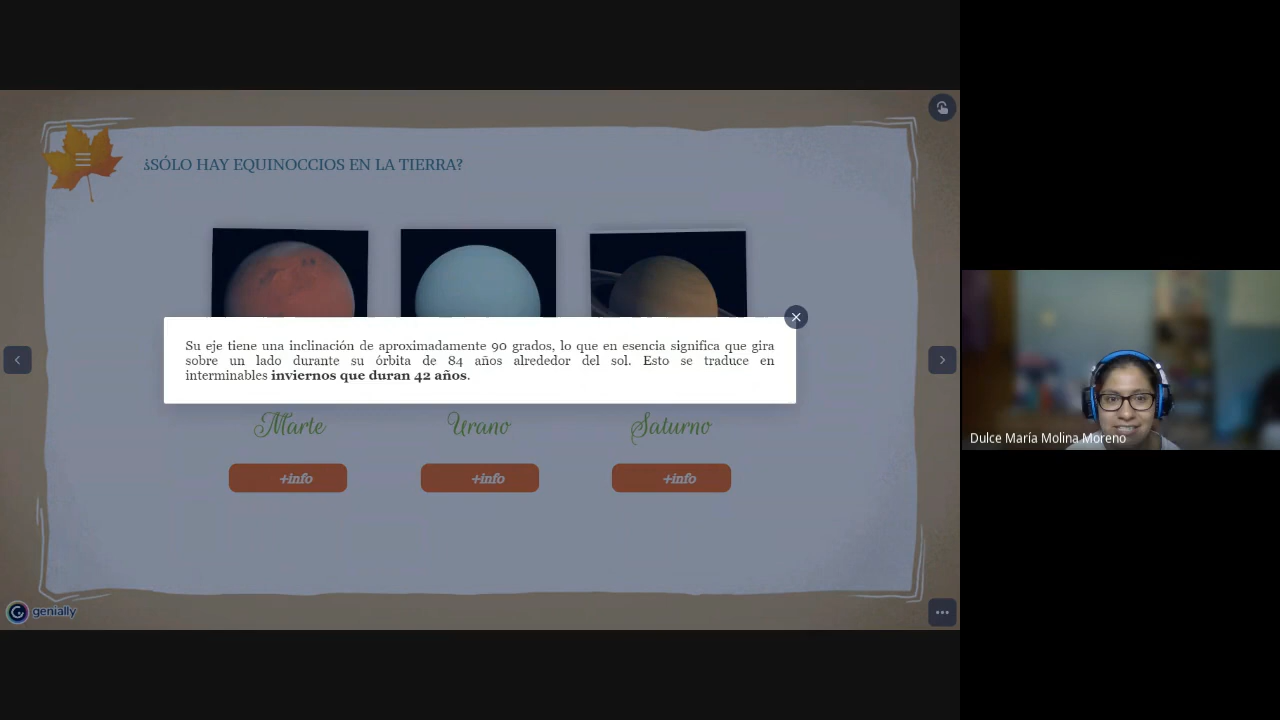 ¿SÓLO HAY EQUINOCCIOS EN LA TIERRA?
Su eje tiene una inclinación de aproximadamente 90 grados, lo que en esencia significa que gira
sobre un lado durante su órbita de 84 años alrededor del sol. Esto se traduce en
interminables inviernos que duran 42 años.
Marte
Urano
Saturno
+info
+info
+info
genially
Dulce María Molina Moreno